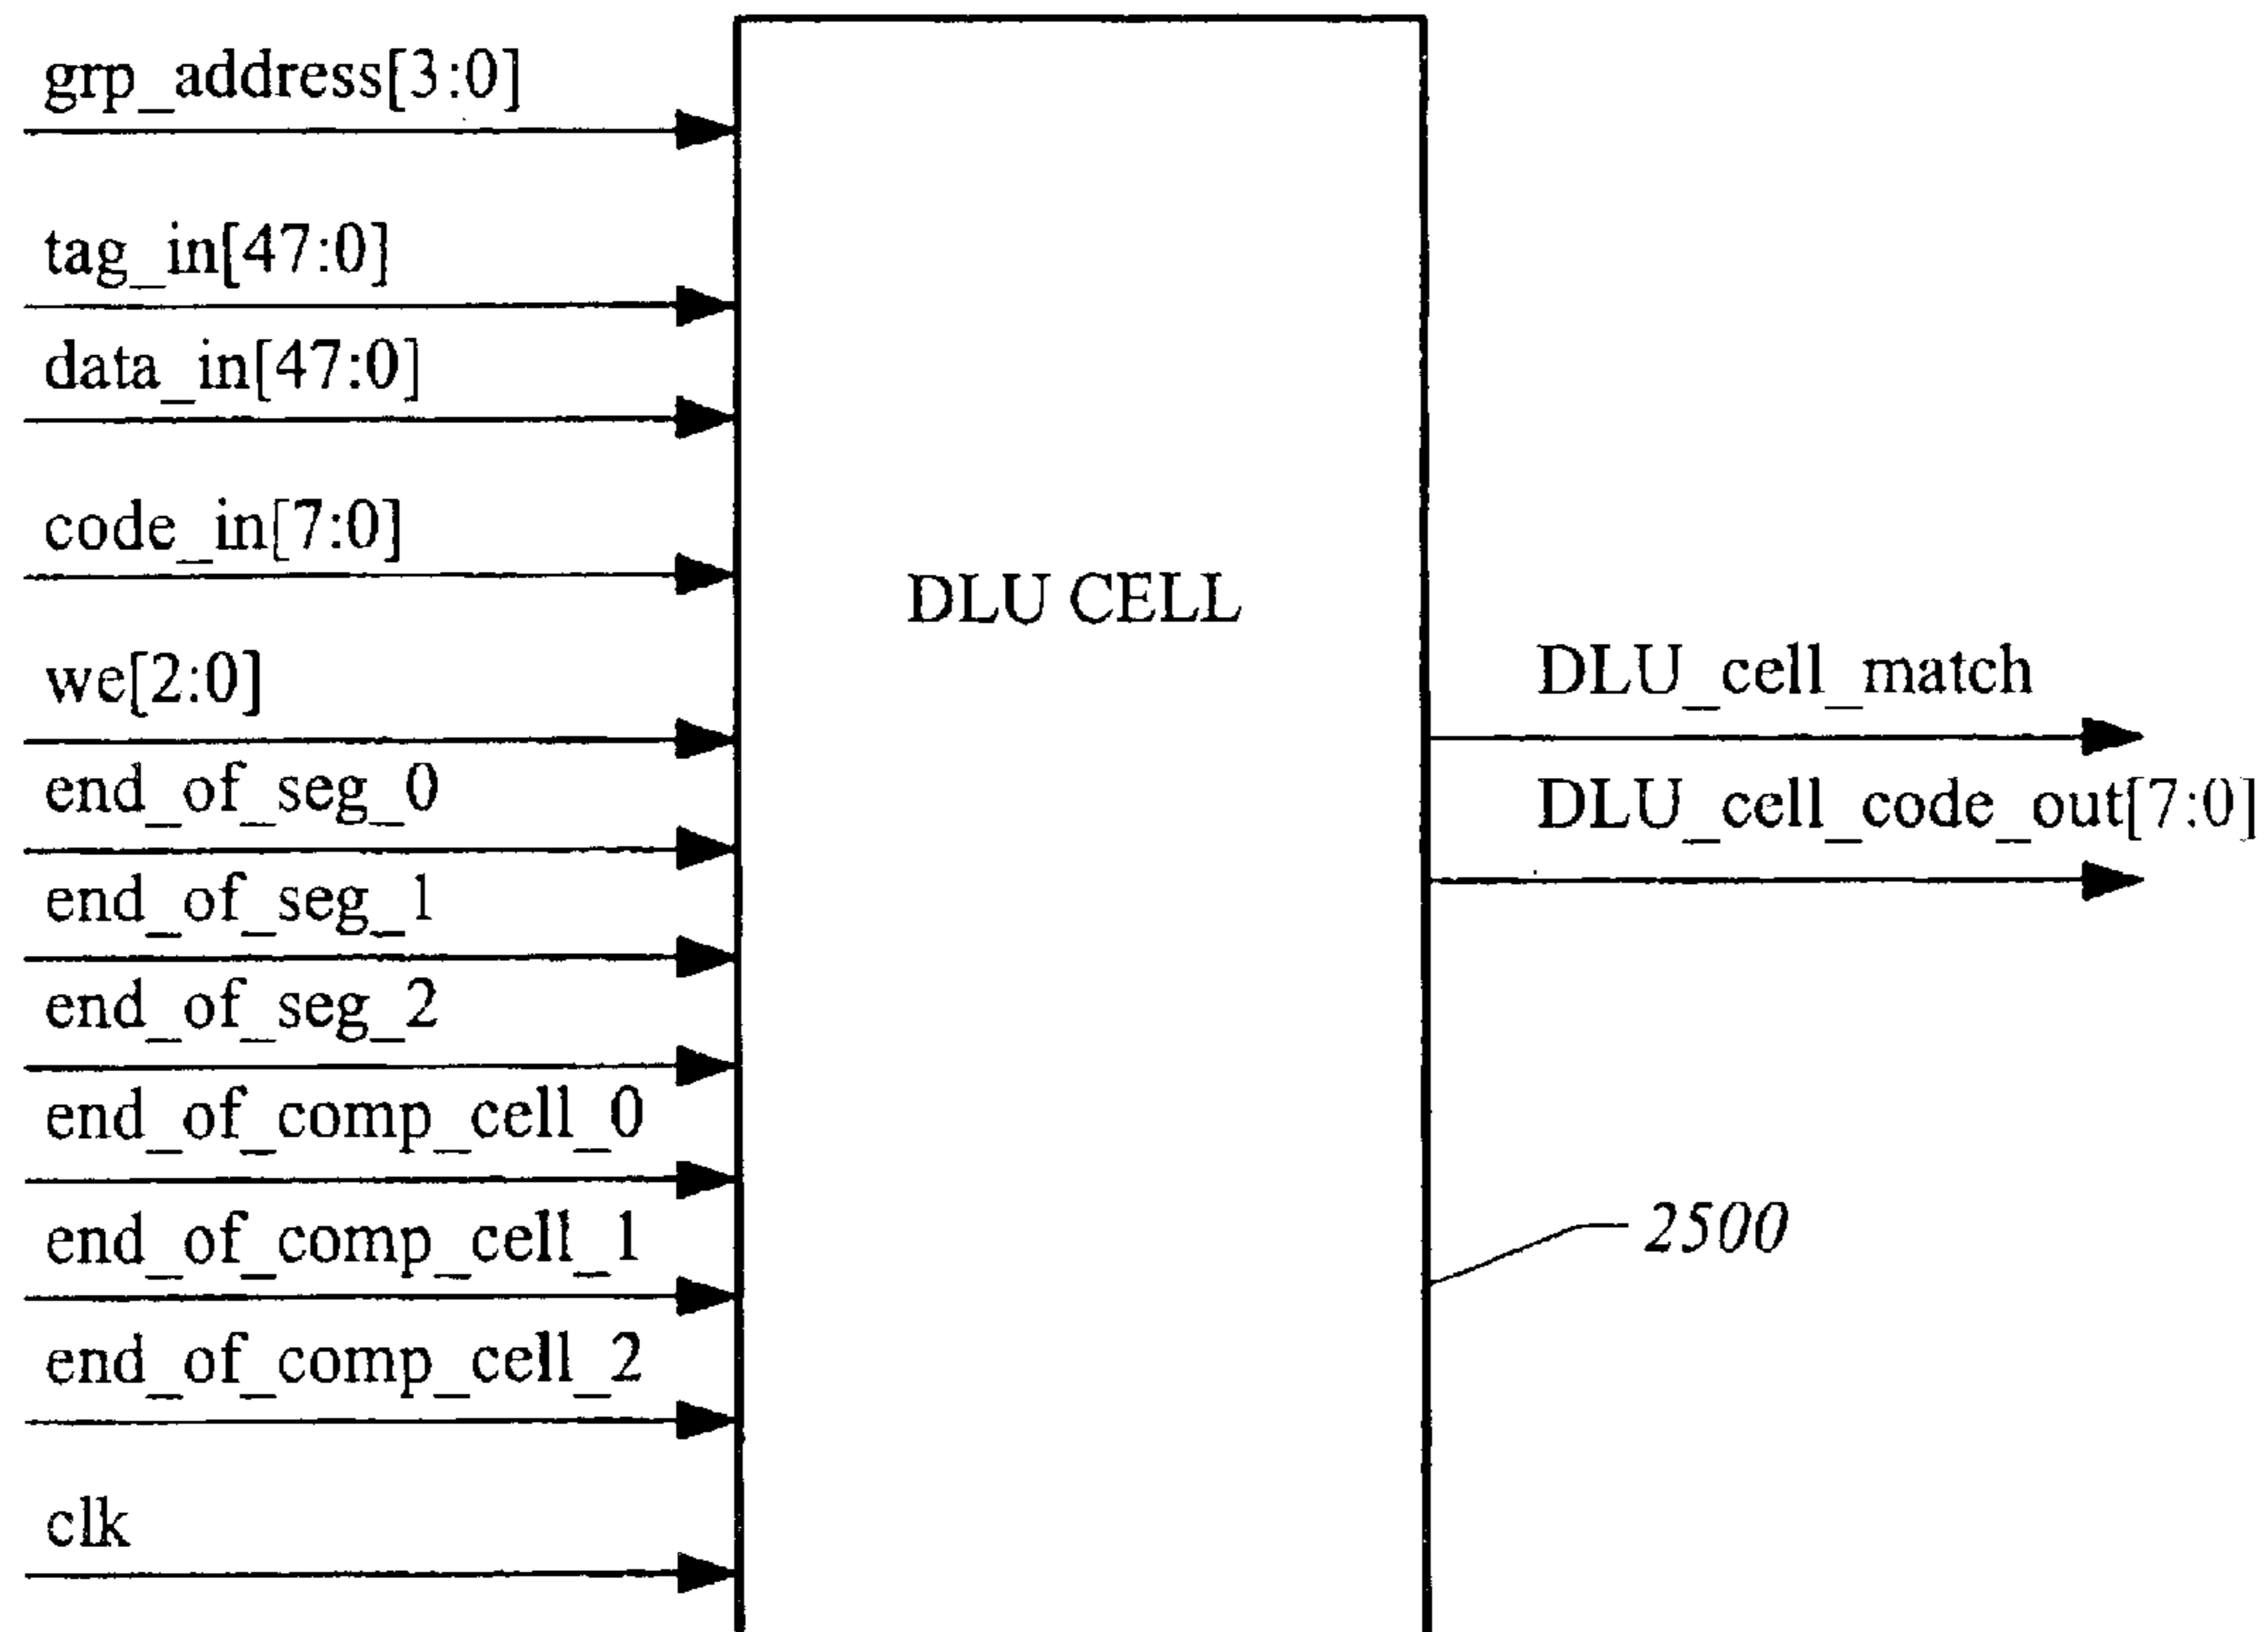 grp_address[3:0]
tag_in[47:0]
data_in[47:0]
code_in[7:0]
DLU CELL
we[2:0]
DLU_cell_match
end_of_seg_0
DLU_cell_code_out[7:0]
end_of_seg_1
end_of_seg_2
end_of_comp_cell_0
end_of_comp_cell_1
2500
end_of_comp_cell_2
clk